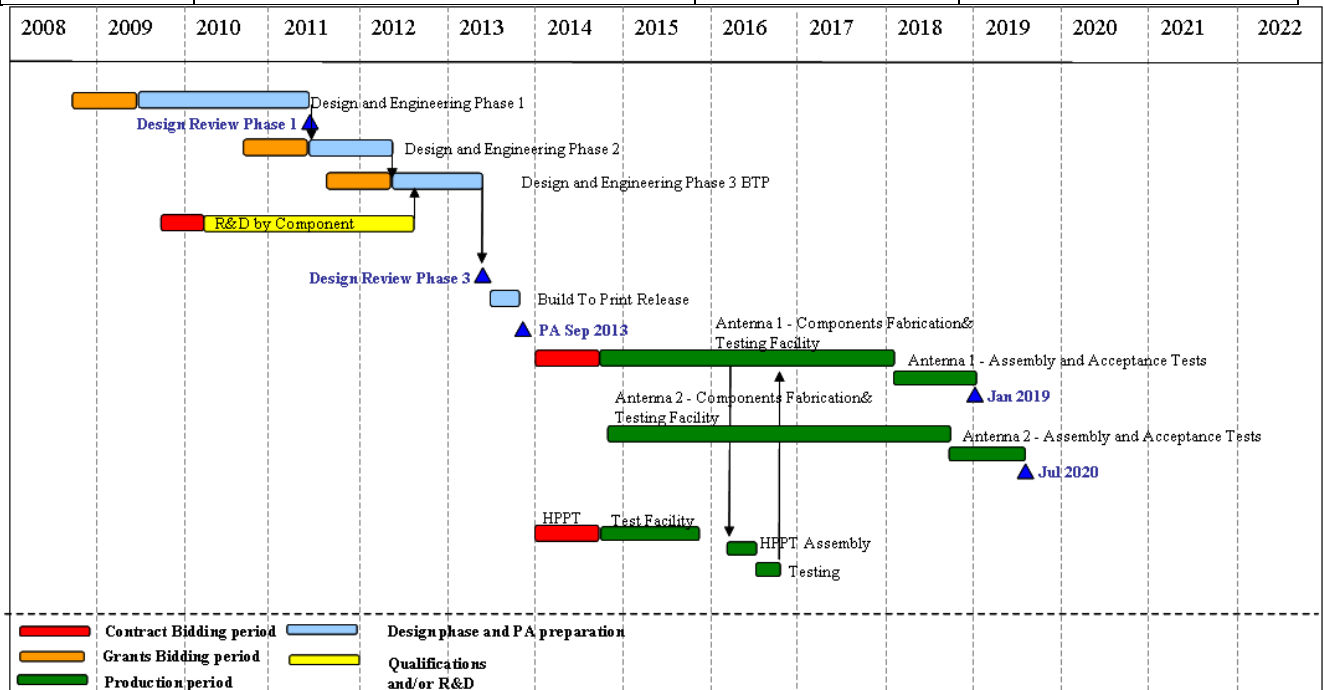 2008 2009 2010 2011 2012 2013 2014 2015 2016 2017 2018 2019 2020 2021 2022
Design and Engineering Phase 1
Design Review Phase 1
Design and Engineering Phase 2
Design and Engineering Phase 3 BTP
R&D by Component
Design Review Phase 3
Build To Print Release
Antenna 1 - Components Fabrication&
PA Sep 2013
Testing Facility
Antenna 1 - Assembly and Acceptance Tests
Jan 2019
Antenna 2 - Components Fabrication&
Testing Facility
Antenna 2 - Assembly and Acceptance Tests
Jul 2020
HPPT
Test Facility
HPPT Assembly
Testing
Contract Bidding period
Design phase and PA preparation
Grants Bidding period
Qualifications
and/or R&D
Production period